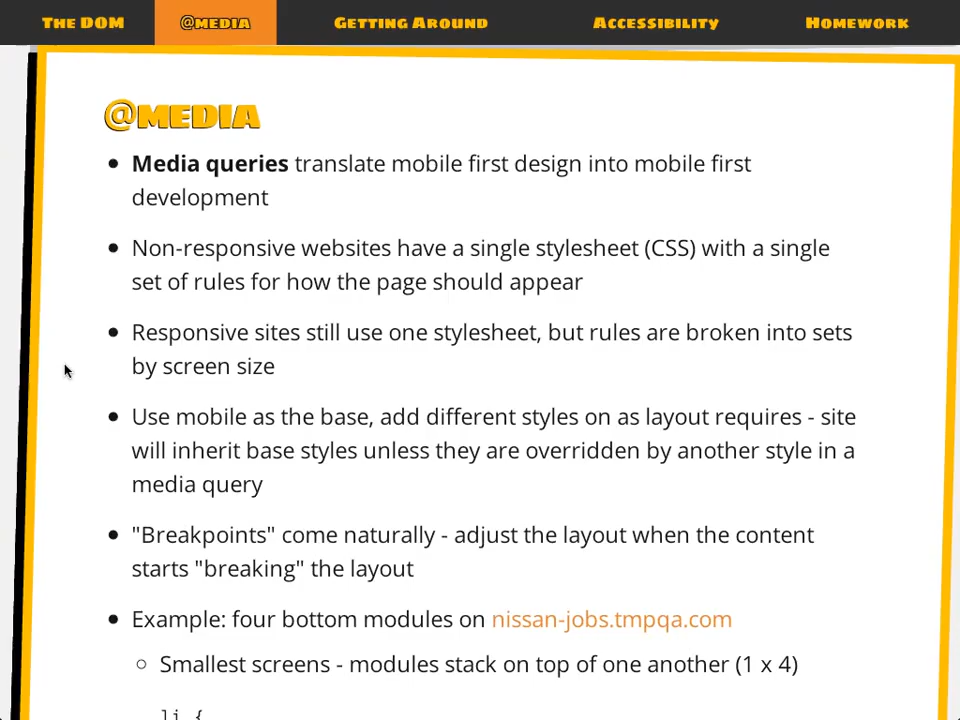 The DOM
@media
Getting Around
Accessibility
Homework
@media
Media queries translate mobile first design into mobile first
development
Non-responsive websites have a single stylesheet (CSS) with a single
set of rules for how the page should appear
Responsive sites still use one stylesheet, but rules are broken into sets
by screen size
Use mobile as the base, add different styles on as layout requires - site
will inherit base styles unless they are overridden by another style in a
media query
"Breakpoints" come naturally - adjust the layout when the content
starts "breaking" the layout
Example: four bottom modules on nissan-jobs.tmpqa.com
Smallest screens - modules stack on top of one another (1 x 4)
li {